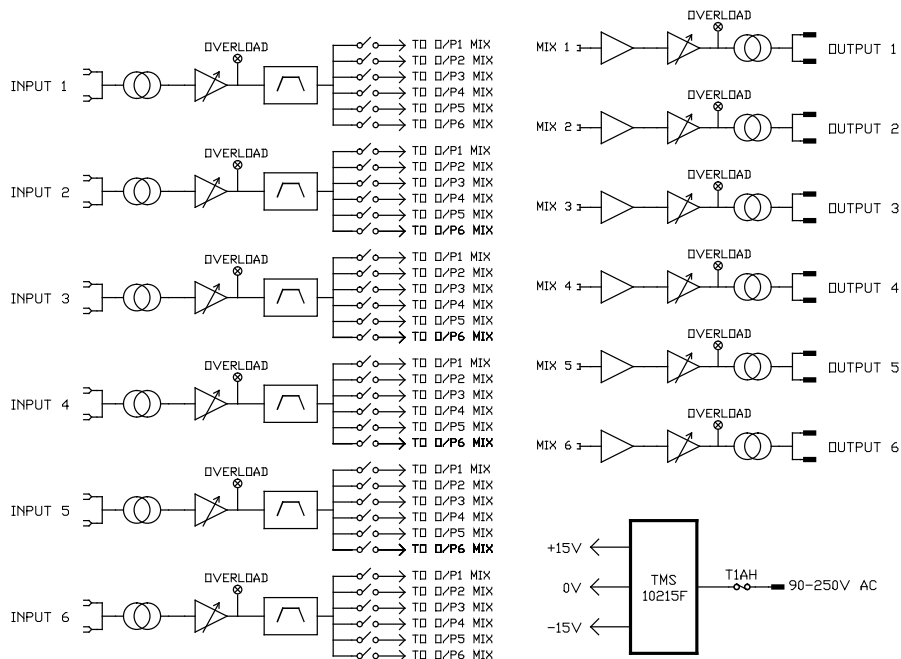 OVERLOAD
INPUT 1
TO O/P1 MIX
TO O/P2 MIX
TO O/P3 MIX
TO O/P4 MIX
TO O/P5 MIX
TO O/P6 MIX
OVERLOAD
INPUT 2
TO O/P1 MIX
TO O/P2 MIX
TO O/P3 MIX
TO O/P4 MIX
TO O/P5 MIX
TO O/P6 MIX
OVERLOAD
INPUT 3
TO O/P1 MIX
TO O/P2 MIX
TO O/P3 MIX
TO O/P4 MIX
TO O/P5 MIX
TO O/P6 MIX
OVERLOAD
INPUT 4
TO O/P1 MIX
TO O/P2 MIX
TO O/P3 MIX
TO O/P4 MIX
TO O/P5 MIX
TO O/P6 MIX
OVERLOAD
INPUT 5
TO O/P1 MIX
TO O/P2 MIX
TO O/P3 MIX
TO O/P4 MIX
TO O/P5 MIX
TO O/P6 MIX
OVERLOAD
INPUT 6
TO O/P1 MIX
TO O/P2 MIX
TO O/P3 MIX
TO O/P4 MIX
TO O/P5 MIX
TO O/P6 MIX
OVERLOAD
MIX 1 OUTPUT 1
OVERLOAD
MIX 2 OUTPUT 2
OVERLOAD
MIX 3 OUTPUT 3
OVERLOAD
MIX 4 OUTPUT 4
OVERLOAD
MIX 5 OUTPUT 5
OVERLOAD
MIX 6 OUTPUT 6
+15V
0V
-15V
TMS
10215F
T1AH
90-250V AC